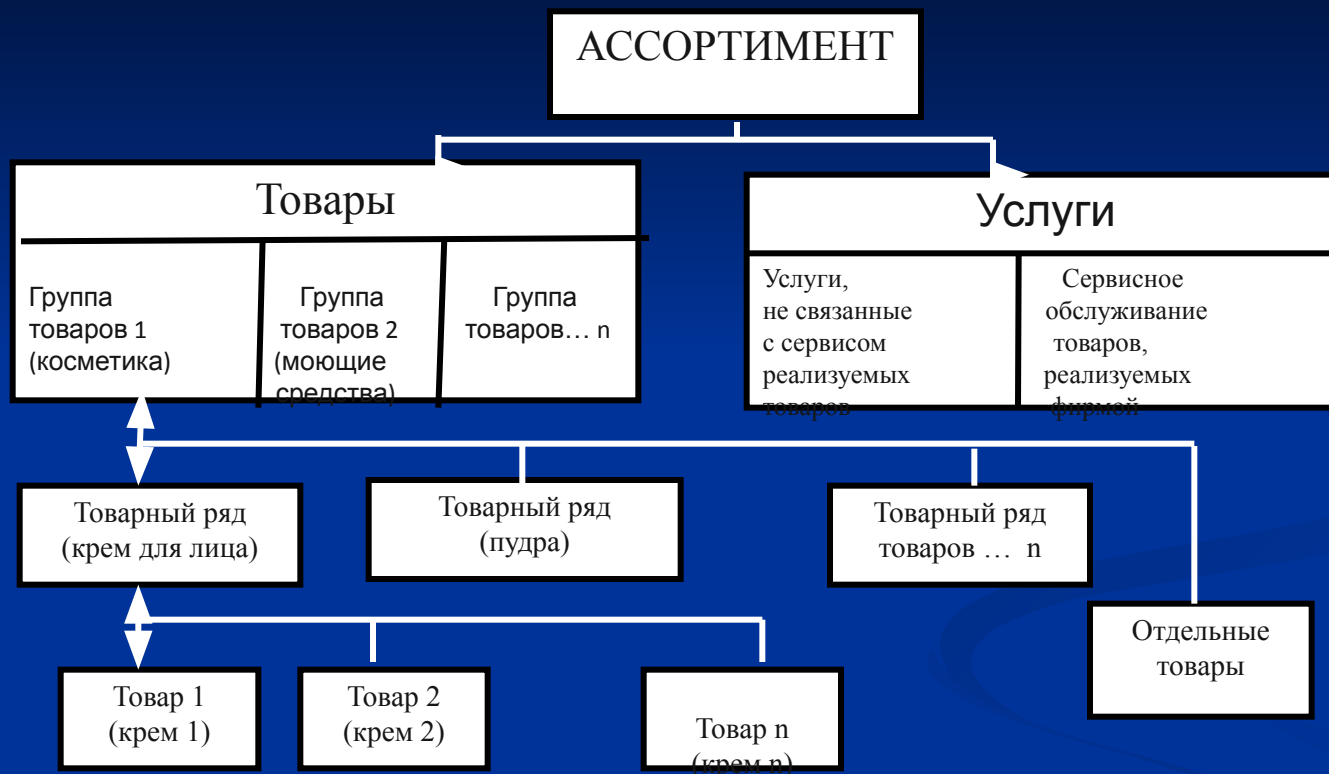 АССОРТИМЕНТ
Товары
Группа
товаров 1
(косметика)
Группа
товаров 2
(моющие
средства)
Группа
товаров… n
Услуги
Услуги,
не связанные
с сервисом
реализуемых
товаров
Сервисное
обслуживание
товаров,
реализуемых
фирмой
Товарный ряд
(крем для лица)
Товарный ряд
(пудра)
Товарный ряд
товаров … n
Отдельные
товары
Товар 1
(крем 1)
Товар 2
(крем 2)
Товар n
(крем n)